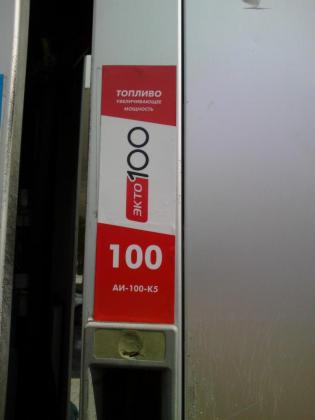 ТОПЛИВО
УВЕЛИЧИВАЮЩЕЕ
МОЩНОСТЬ
ЭКТО100
100
АИ-100-К5